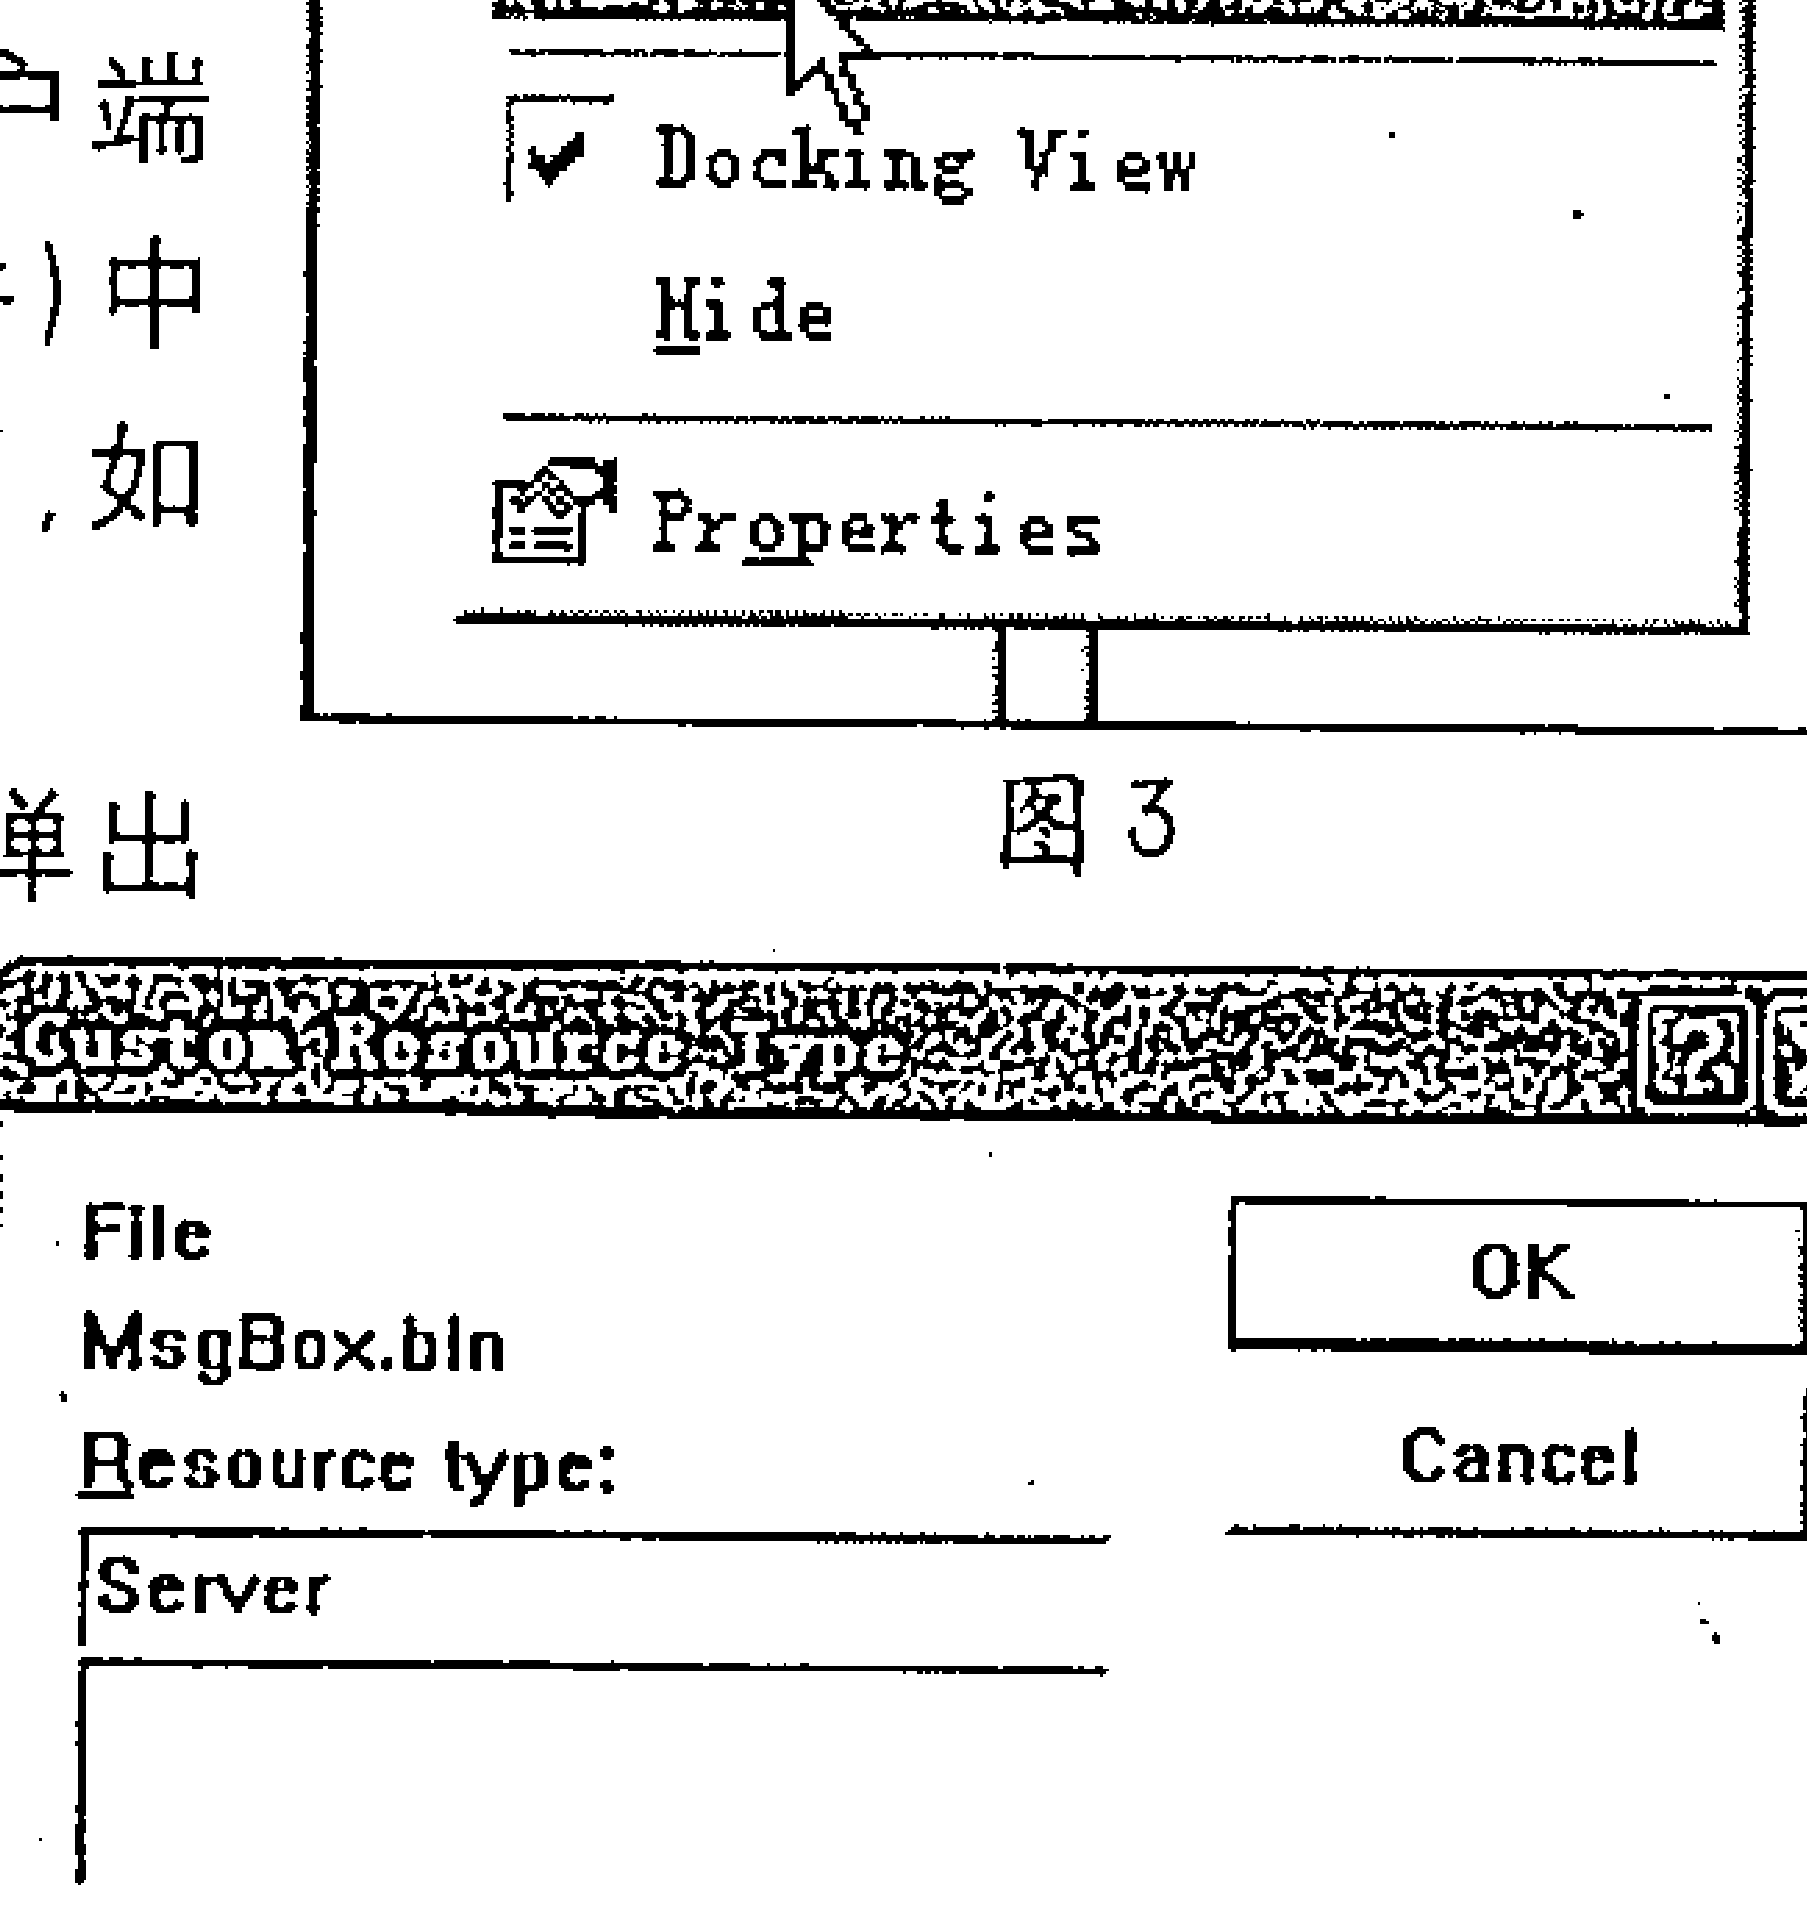 端
Docking View
)中
Hide
,如
Properties
图 3
单出
Custom Resource Type
File
OK
MsgBox.bin
Cancel
Resource type:
Server